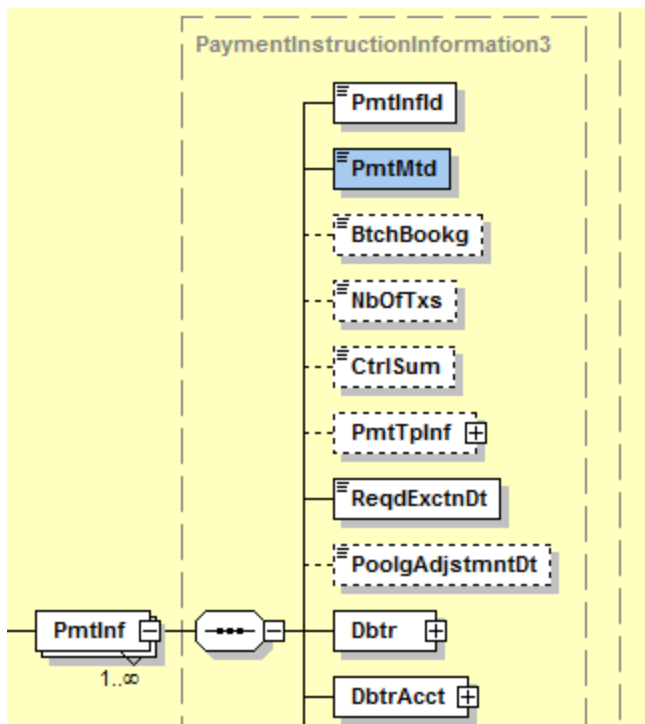 PaymentInstructionInformation3
PmtInfId
PmtMtd
BtchBookg
NbOfTxs
CtrlSum
PmtTpInf
ReqdExctnDt
PoolgAdjstmntDt
PmtInf
Dbtr
1..∞
DbtrAcct